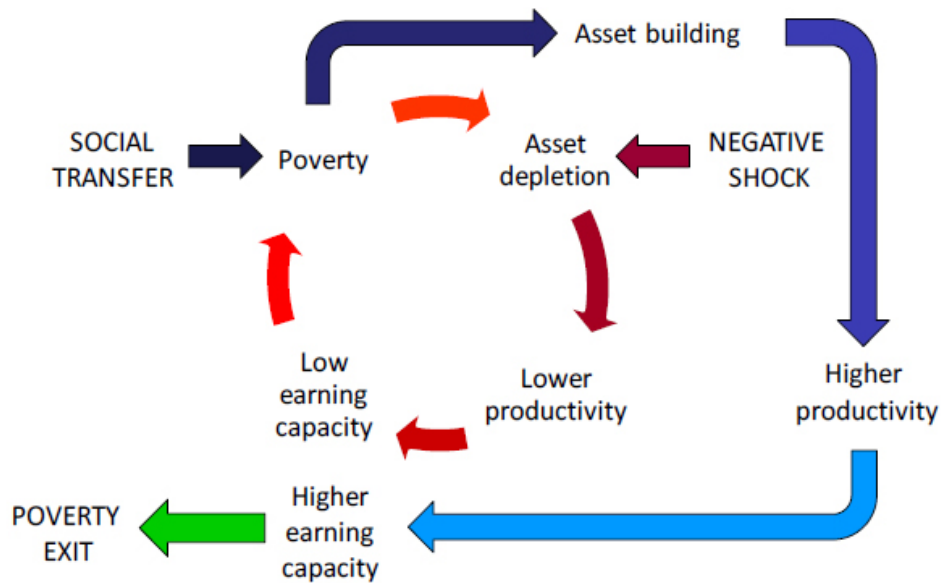 Asset building
SOCIAL
TRANSFER
Poverty
Asset
depletion
NEGATIVE
SHOCK
Low
earning
capacity
Lower
productivity
Higher
productivity
POVERTY
EXIT
Higher
earning
capacity